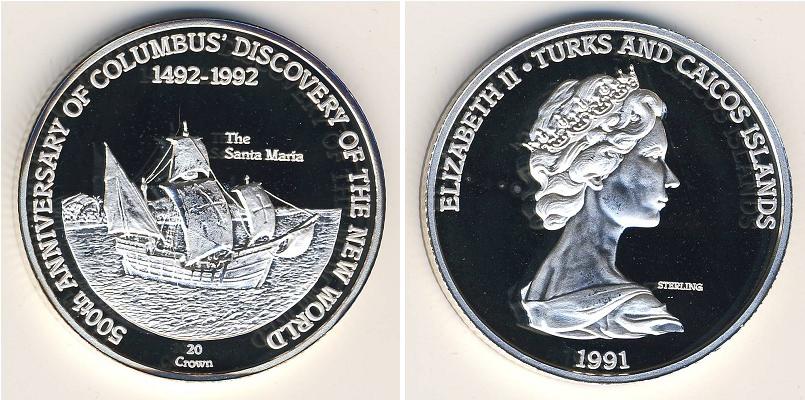 500th ANNIVERSARY OF COLUMBUS' DISCOVERY OF THE NEW WORLD
1492-1992
The
Santa Maria
20
Crown
ELIZABETH II • TURKS AND CAICOS ISLANDS
STERLING
1991